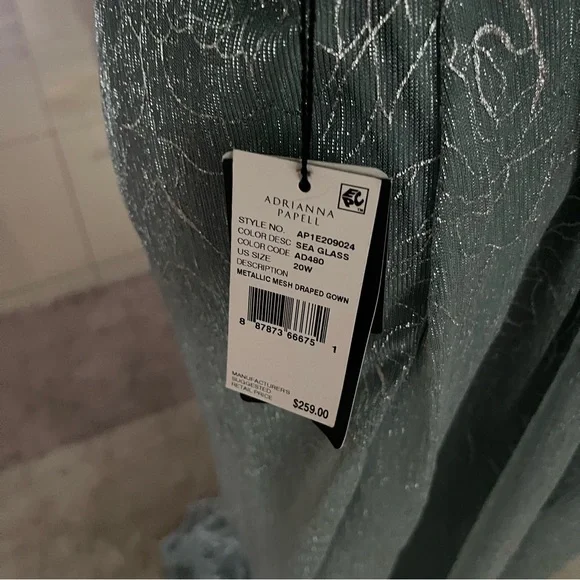 ADRIANNA
PAPELL
EPC
STYLE NO. AP1E209024
COLOR DESC SEA GLASS
COLOR CODE AD480
US SIZE 20W
DESCRIPTION
METALLIC MESH DRAPED GOWN
8 87873 66675 1
MANUFACTURER'S
SUGGESTED
RETAIL PRICE $259.00